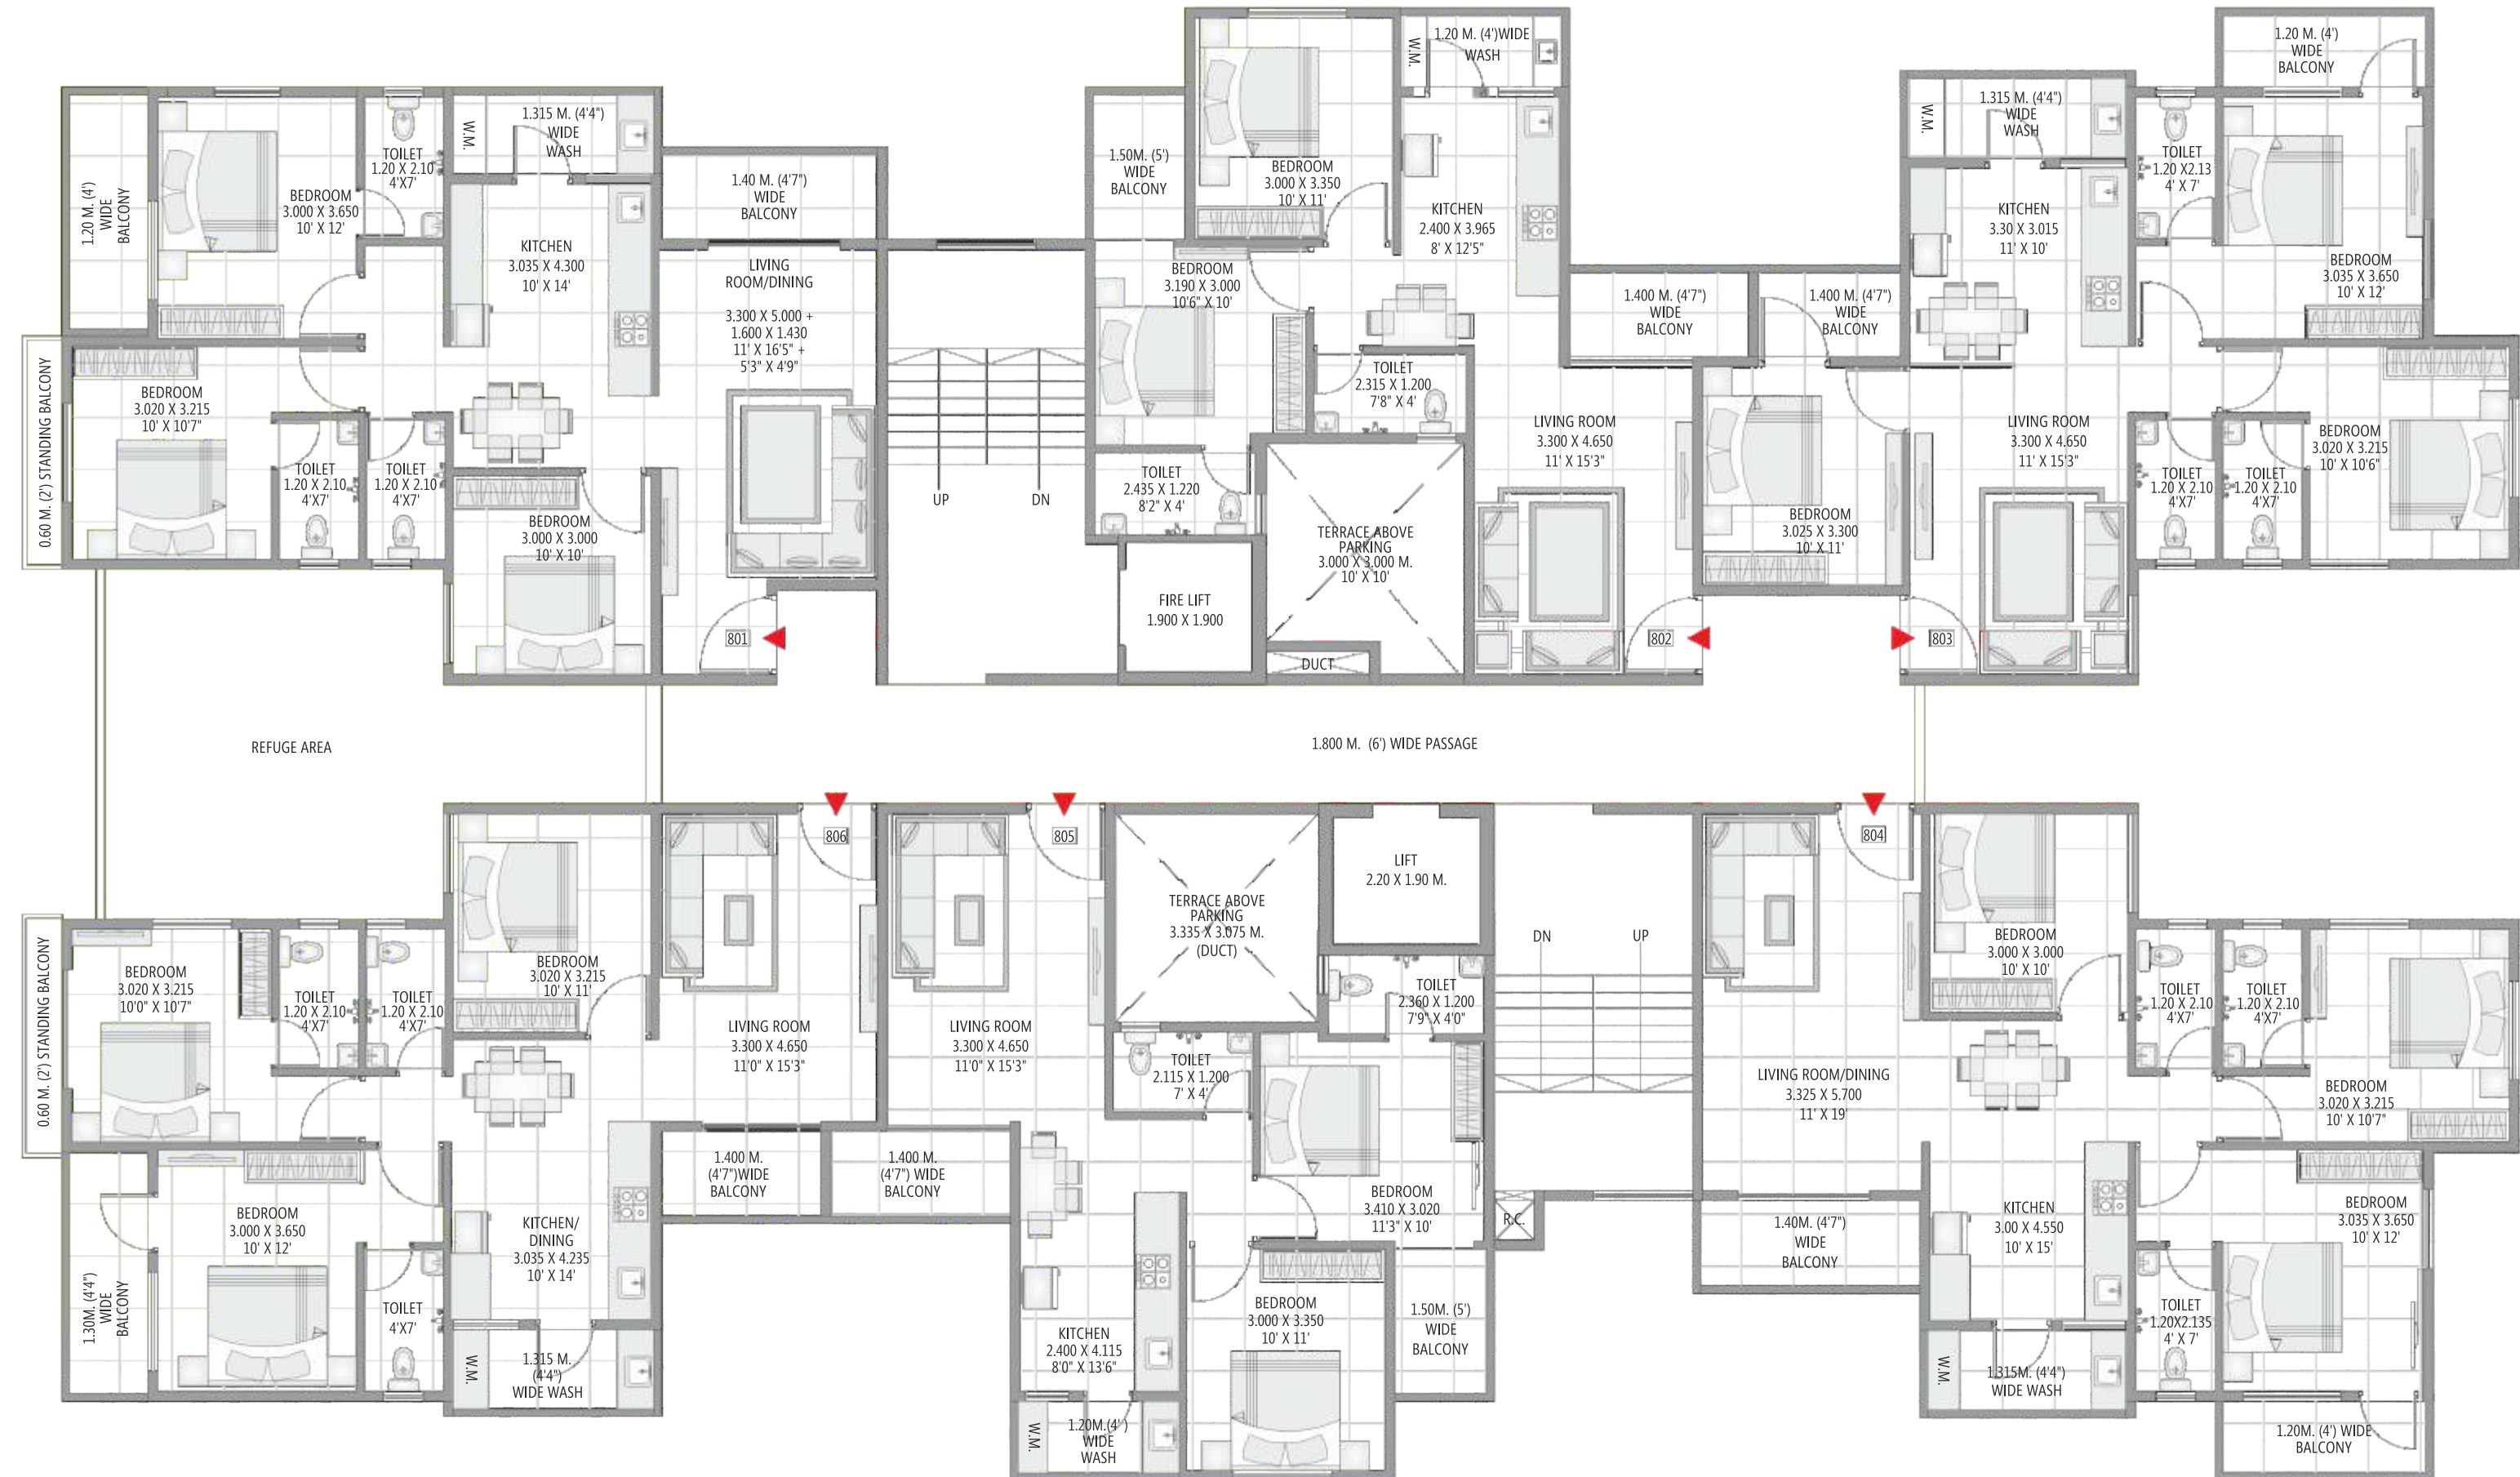 1.20 M. (4')
WIDE
BALCONY
BEDROOM
3.000 X 3.650
10' X 12'
TOILET
1.20 X 2.10
4'X7'
W.M.
1.315 M. (4'4")
WIDE
WASH
KITCHEN
3.035 X 4.300
10' X 14'
1.40 M. (4'7")
WIDE
BALCONY
LIVING
ROOM/DINING
3.300 X 5.000 +
1.600 X 1.430
11' X 16'5" +
5'3" X 4'9"
0.60 M. (2') STANDING BALCONY
BEDROOM
3.020 X 3.215
10' X 10'7"
TOILET
1.20 X 2.10
4'X7'
TOILET
1.20 X 2.10
4'X7'
BEDROOM
3.000 X 3.000
10' X 10'
801
UP
DN
1.50M. (5')
WIDE
BALCONY
BEDROOM
3.000 X 3.350
10' X 11'
W.M.
1.20 M. (4')WIDE
WASH
KITCHEN
2.400 X 3.965
8' X 12'5"
BEDROOM
3.190 X 3.000
10'6" X 10'
TOILET
2.315 X 1.200
7'8" X 4'
TOILET
2.435 X 1.220
8'2" X 4'
FIRE LIFT
1.900 X 1.900
TERRACE ABOVE
PARKING
3.000 X 3.000 M.
10' X 10'
DUCT
1.400 M. (4'7")
WIDE
BALCONY
LIVING ROOM
3.300 X 4.650
11' X 15'3"
802
1.400 M. (4'7")
WIDE
BALCONY
BEDROOM
3.025 X 3.300
10' X 11'
W.M.
1.315 M. (4'4")
WIDE
WASH
KITCHEN
3.30 X 3.015
11' X 10'
TOILET
1.20 X2.13
4' X 7'
1.20 M. (4')
WIDE
BALCONY
BEDROOM
3.035 X 3.650
10' X 12'
LIVING ROOM
3.300 X 4.650
11' X 15'3"
TOILET
1.20 X 2.10
4'X7'
TOILET
1.20 X 2.10
4'X7'
BEDROOM
3.020 X 3.215
10' X 10'6"
803
REFUGE AREA
1.800 M. (6') WIDE PASSAGE
806
805
804
0.60 M. (2') STANDING BALCONY
BEDROOM
3.020 X 3.215
10'0" X 10'7"
TOILET
1.20 X 2.10
4'X7'
TOILET
1.20 X 2.10
4'X7'
BEDROOM
3.020 X 3.215
10' X 11'
LIVING ROOM
3.300 X 4.650
11'0" X 15'3"
1.30M. (4'4")
WIDE
BALCONY
BEDROOM
3.000 X 3.650
10' X 12'
TOILET
4'X7'
KITCHEN/
DINING
3.035 X 4.235
10' X 14'
W.M.
1.315 M.
(4'4")
WIDE WASH
1.400 M.
(4'7")WIDE
BALCONY
LIVING ROOM
3.300 X 4.650
11'0" X 15'3"
1.400 M.
(4'7") WIDE
BALCONY
TERRACE ABOVE
PARKING
3.335 X 3.075 M.
(DUCT)
LIFT
2.20 X 1.90 M.
TOILET
2.360 X 1.200
7'9" X 4'0"
TOILET
2.115 X 1.200
7' X 4'
BEDROOM
3.410 X 3.020
11'3" X 10'
KITCHEN
2.400 X 4.115
8'0" X 13'6"
BEDROOM
3.000 X 3.350
10' X 11'
1.50M. (5')
WIDE
BALCONY
W.M.
1.20M.(4')
WIDE
WASH
DN
UP
R.C.
LIVING ROOM/DINING
3.325 X 5.700
11' X 19'
1.40M. (4'7")
WIDE
BALCONY
BEDROOM
3.000 X 3.000
10' X 10'
TOILET
1.20 X 2.10
4'X7'
TOILET
1.20 X 2.10
4'X7'
BEDROOM
3.020 X 3.215
10' X 10'7"
KITCHEN
3.00 X 4.550
10' X 15'
TOILET
1.20X2.135
4' X 7'
BEDROOM
3.035 X 3.650
10' X 12'
W.M.
1.315M. (4'4")
WIDE WASH
1.20M. (4') WIDE
BALCONY